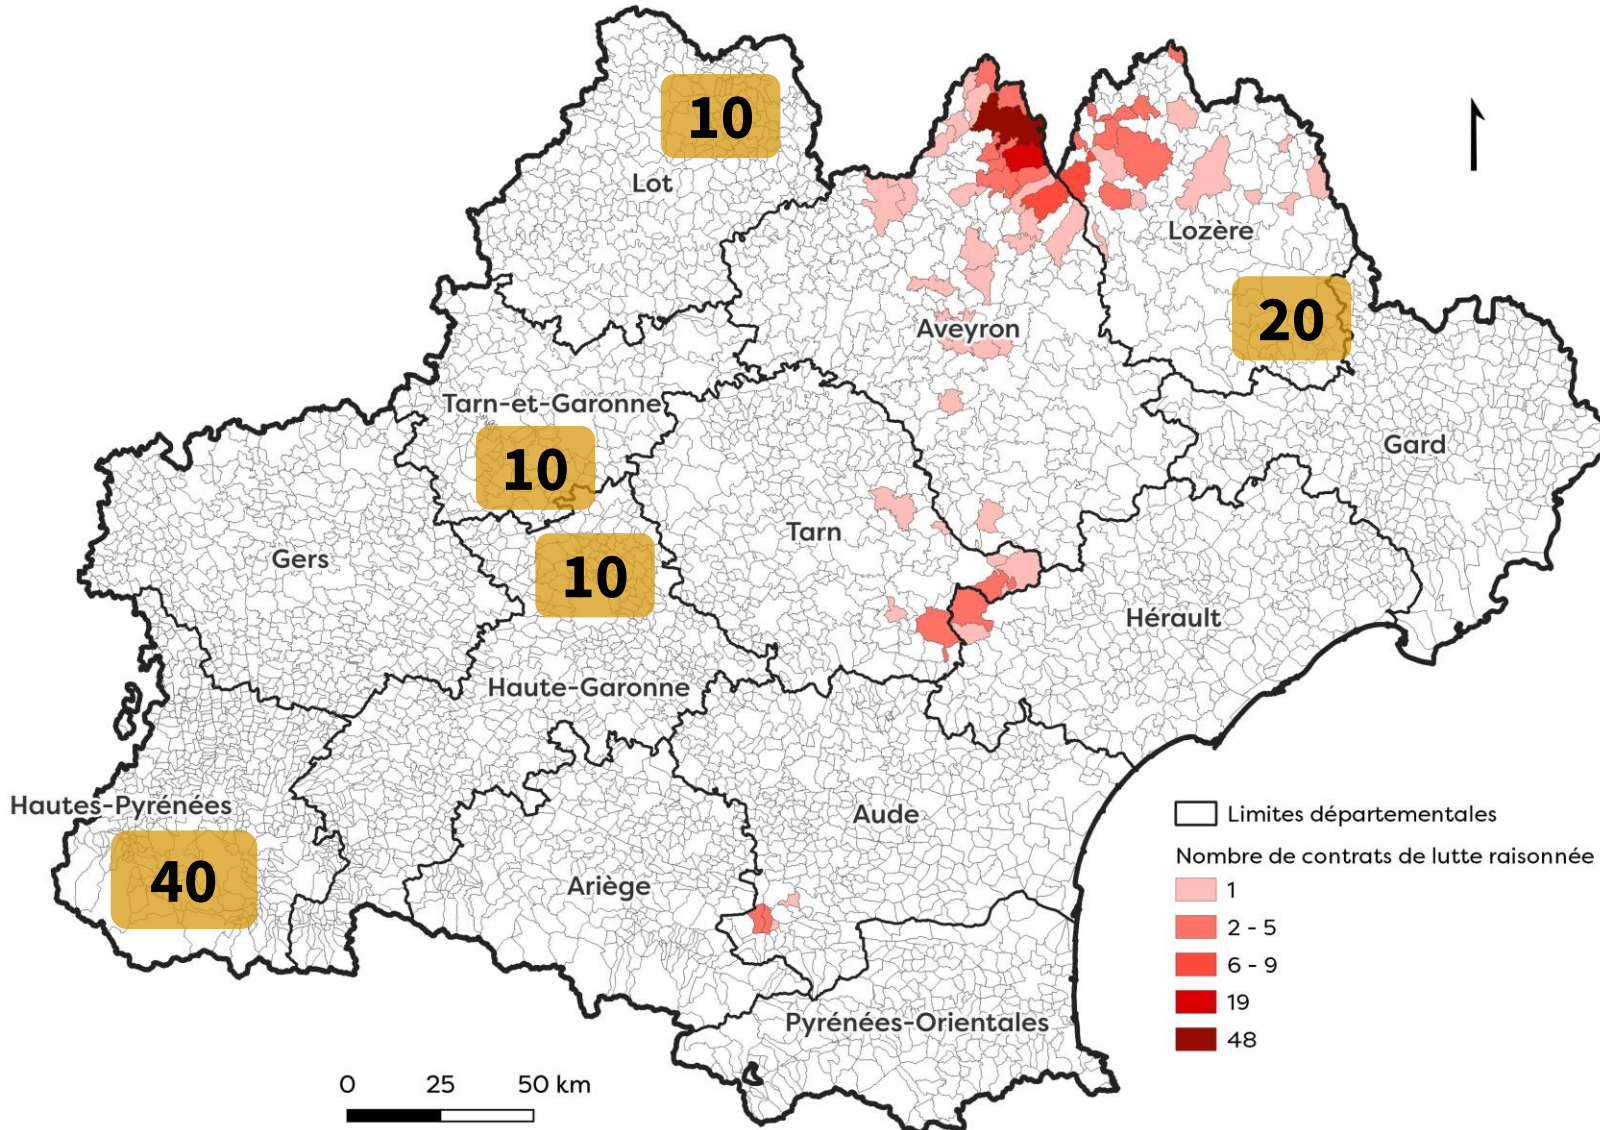 10
Lot
Lozère
20
Aveyron
Tarn-et-Garonne
10
Gard
Tarn
Gers
10
Hérault
Haute-Garonne
Hautes-Pyrénées
40
Aude
Ariège
Pyrénées-Orientales
Limites départementales
Nombre de contrats de lutte raisonnée
1
2 - 5
6 - 9
19
48
0 25 50 km